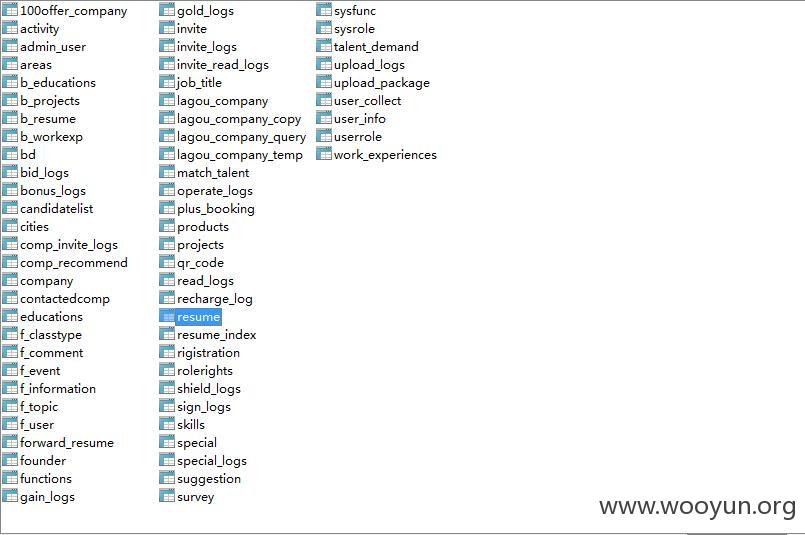 100offer_company
activity
admin_user
areas
b_educations
b_projects
b_resume
b_workexp
bd
bid_logs
bonus_logs
candidatelist
cities
comp_invite_logs
comp_recommend
company
contactedcomp
educations
f_classtype
f_comment
f_event
f_information
f_topic
f_user
forward_resume
founder
functions
gain_logs
gold_logs
invite
invite_logs
invite_read_logs
job_title
lagou_company
lagou_company_copy
lagou_company_query
lagou_company_temp
match_talent
operate_logs
plus_booking
products
projects
qr_code
read_logs
recharge_log
resume
resume_index
rigistration
rolerights
shield_logs
sign_logs
skills
special
special_logs
suggestion
survey
sysfunc
sysrole
talent_demand
upload_logs
upload_package
user_collect
user_info
userrole
work_experiences
www.wooyun.org